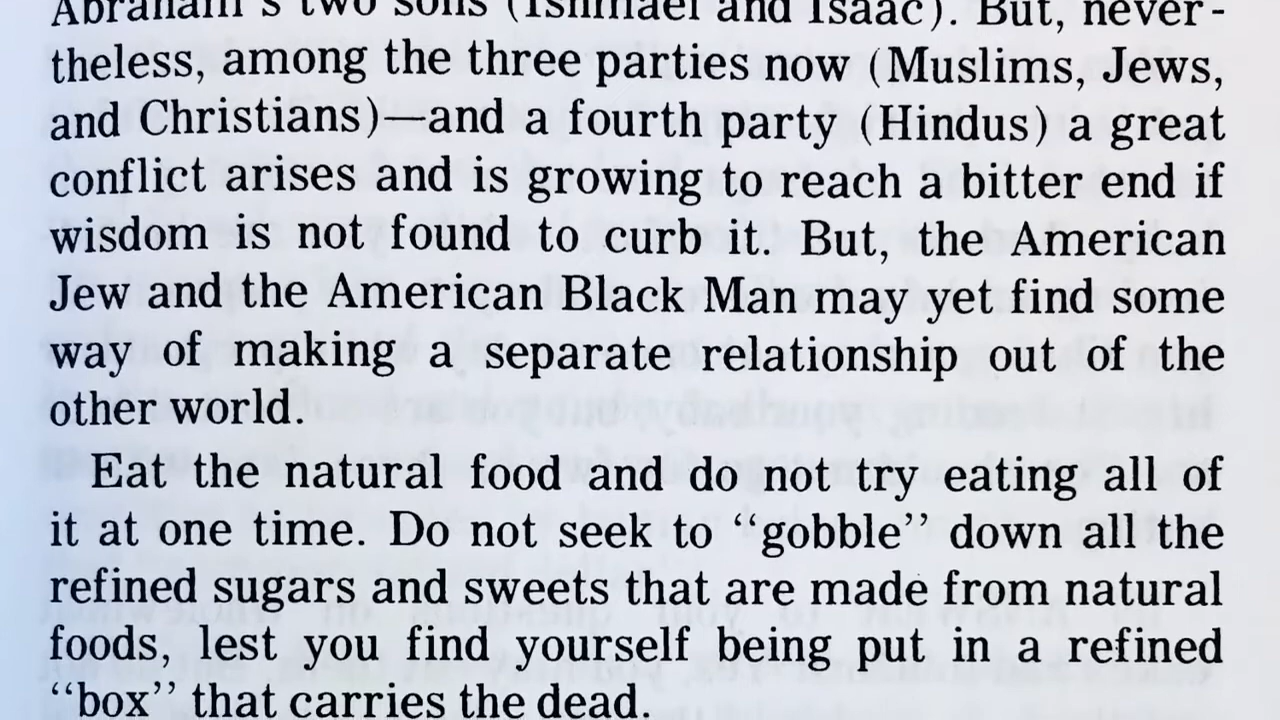 Abraham's two sons (Ishmael and Isaac). But, never-
theless, among the three parties now (Muslims, Jews,
and Christians)—and a fourth party (Hindus) a great
conflict arises and is growing to reach a bitter end if
wisdom is not found to curb it. But, the American
Jew and the American Black Man may yet find some
way of making a separate relationship out of the
other world.
Eat the natural food and do not try eating all of
it at one time. Do not seek to “gobble” down all the
refined sugars and sweets that are made from natural
foods, lest you find yourself being put in a refined
“box” that carries the dead.